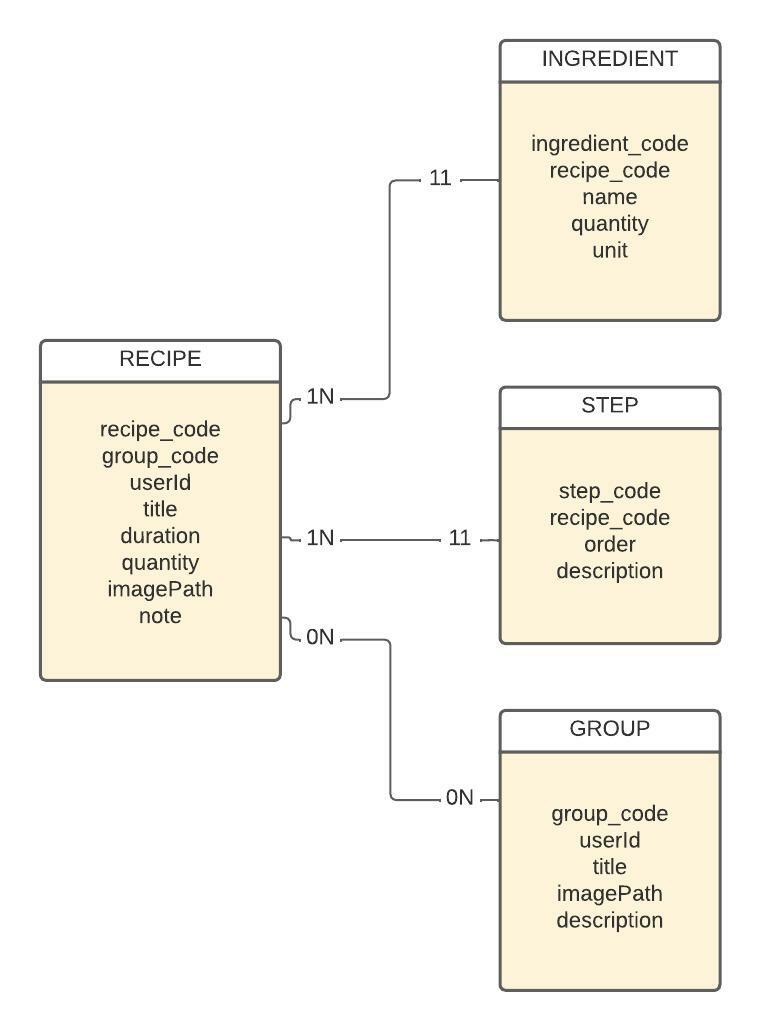 INGREDIENT
ingredient_code
recipe_code
name
quantity
unit
11
RECIPE
recipe_code
group_code
userId
title
duration
quantity
imagePath
note
1N
1N
0N
STEP
step_code
recipe_code
order
description
11
GROUP
group_code
userId
title
imagePath
description
0N